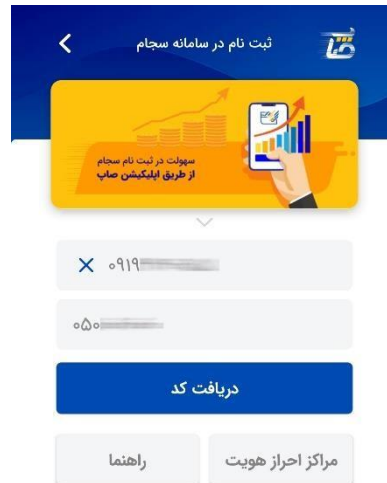 ثبت نام در سامانه سجام
سهولت در ثبت نام سجام
از طریق اپلیکیشن صاپ
۰۹۱۹
۰۵۰
دریافت کد
مراکز احراز هویت
راهنما